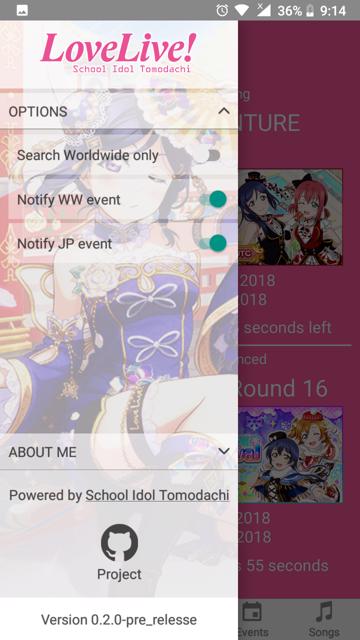 36% 9:14
LoveLive!
School Idol Tomodachi
ng
OPTIONS
NTURE
Search Worldwide only
Notify WW event
Notify JP event
2018
2018
seconds left
nced
Round 16
ABOUT ME
Powered by School Idol Tomodachi
2018
2018
s 55 seconds
Project
Version 0.2.0-pre_relesse
Events
Songs